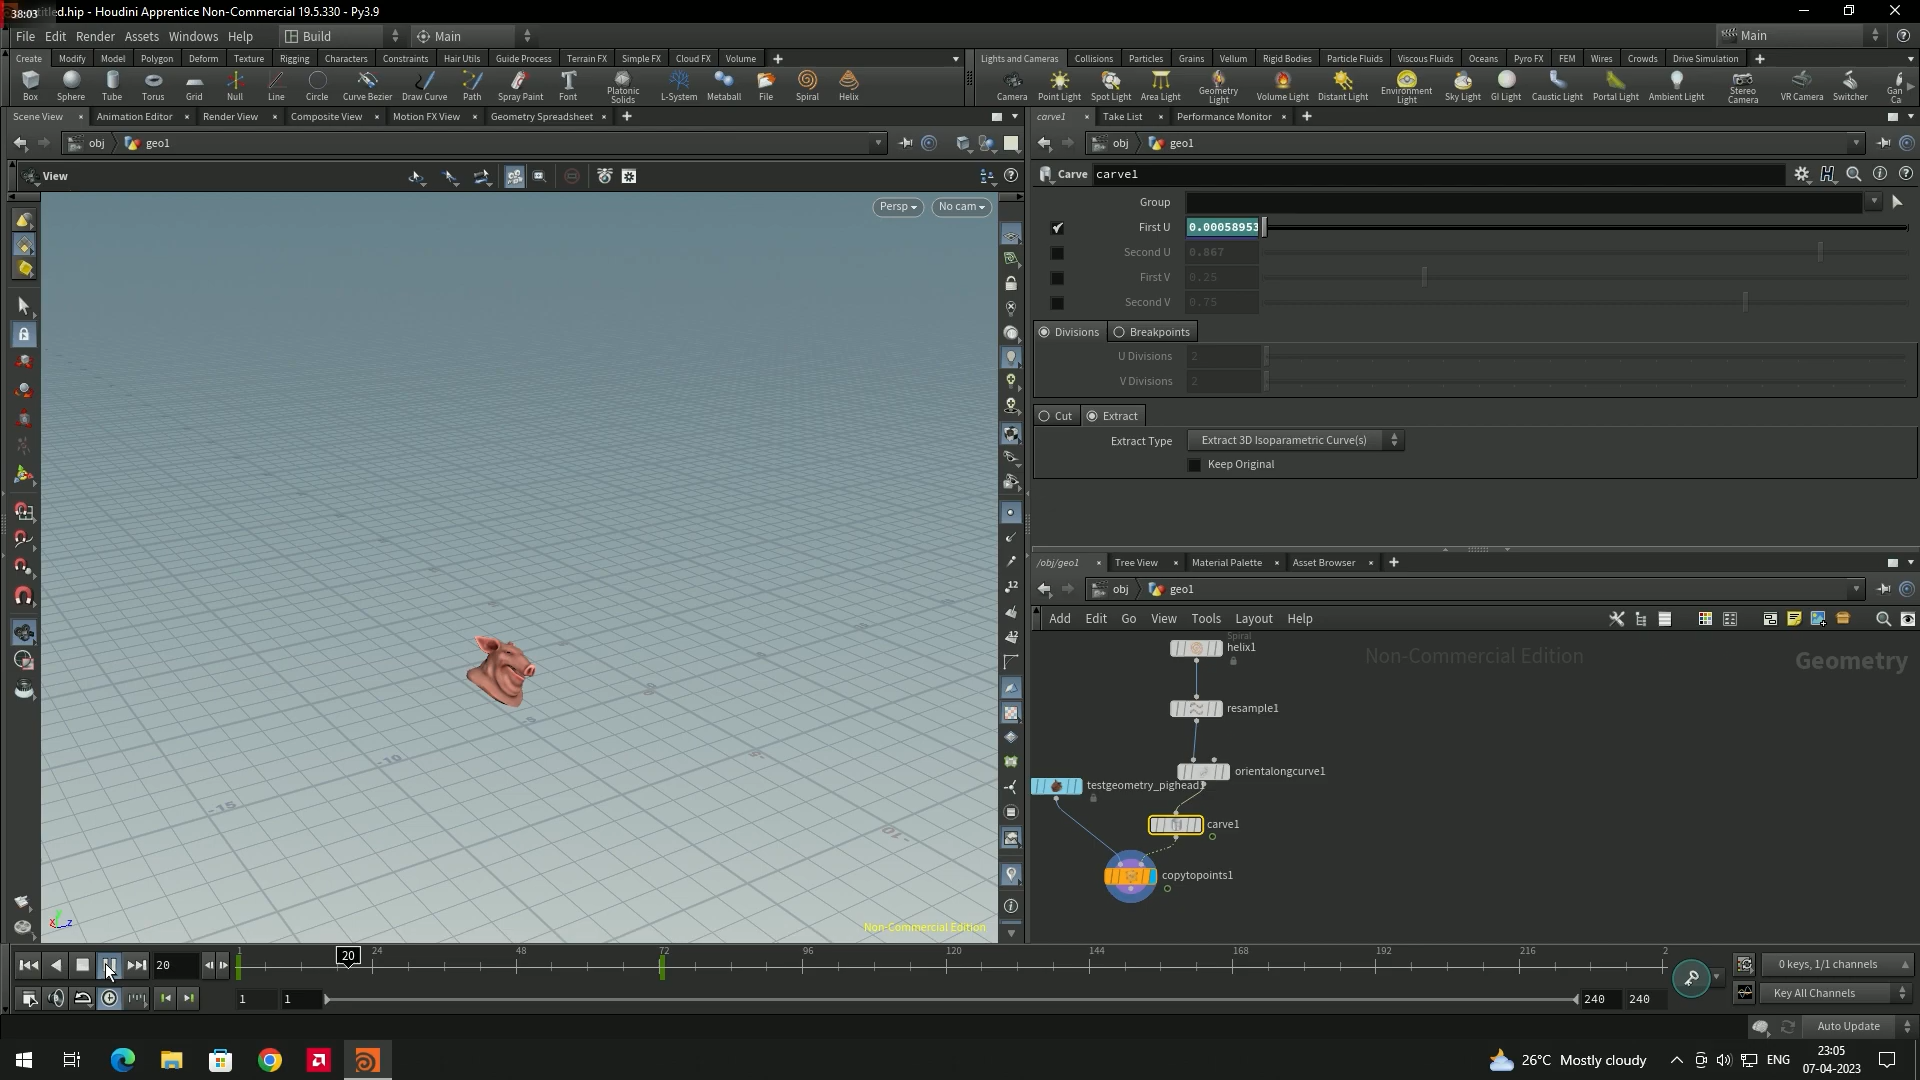 38:03
titled.hip - Houdini Apprentice Non-Commercial 19.5.330 - Py3.9
File Edit Render Assets Windows Help Build Main Main
Create Modify Model Polygon Deform Texture Rigging Characters Constraints Hair Utils Guide Process Terrain FX Simple FX Cloud FX Volume
Lights and Cameras Collisions Particles Grains Vellum Rigid Bodies Particle Fluids Viscous Fluids Oceans Pyro FX FEM Wires Crowds Drive Simulation
Box Sphere Tube Torus Grid Null Line Circle Curve Bezier Draw Curve Path Spray Paint Font Platonic Solids L-System Metaball File Spiral Helix
Camera Point Light Spot Light Area Light Geometry Light Volume Light Distant Light Environment Light Sky Light GI Light Caustic Light Portal Light Ambient Light Stereo Camera VR Camera Switcher Gan Ca
Scene View Animation Editor Render View Composite View Motion FX View Geometry Spreadsheet
carve1 Take List Performance Monitor
obj geo1
obj geo1
View
Carve carve1
Persp No cam
Group
First U 0.00058953
Second U 0.867
First V 0.25
Second V 0.75
Divisions Breakpoints
U Divisions 2
V Divisions 2
Cut Extract
Extract Type Extract 3D Isoparametric Curve(s)
Keep Original
/obj/geo1 Tree View Material Palette Asset Browser
obj geo1
Add Edit Go View Tools Layout Help
Non-Commercial Edition
Geometry
Spiral
helix1
resample1
orientalongcurve1
testgeometry_pighead1
carve1
copytopoints1
12
12
-15
-10
5
Non-Commercial Edition
20
1 24 48 72 96 120 144 168 192 216 2
20
0 keys, 1/1 channels
1 1 240 240
Key All Channels
Auto Update
26°C Mostly cloudy
ENG
23:05
07-04-2023